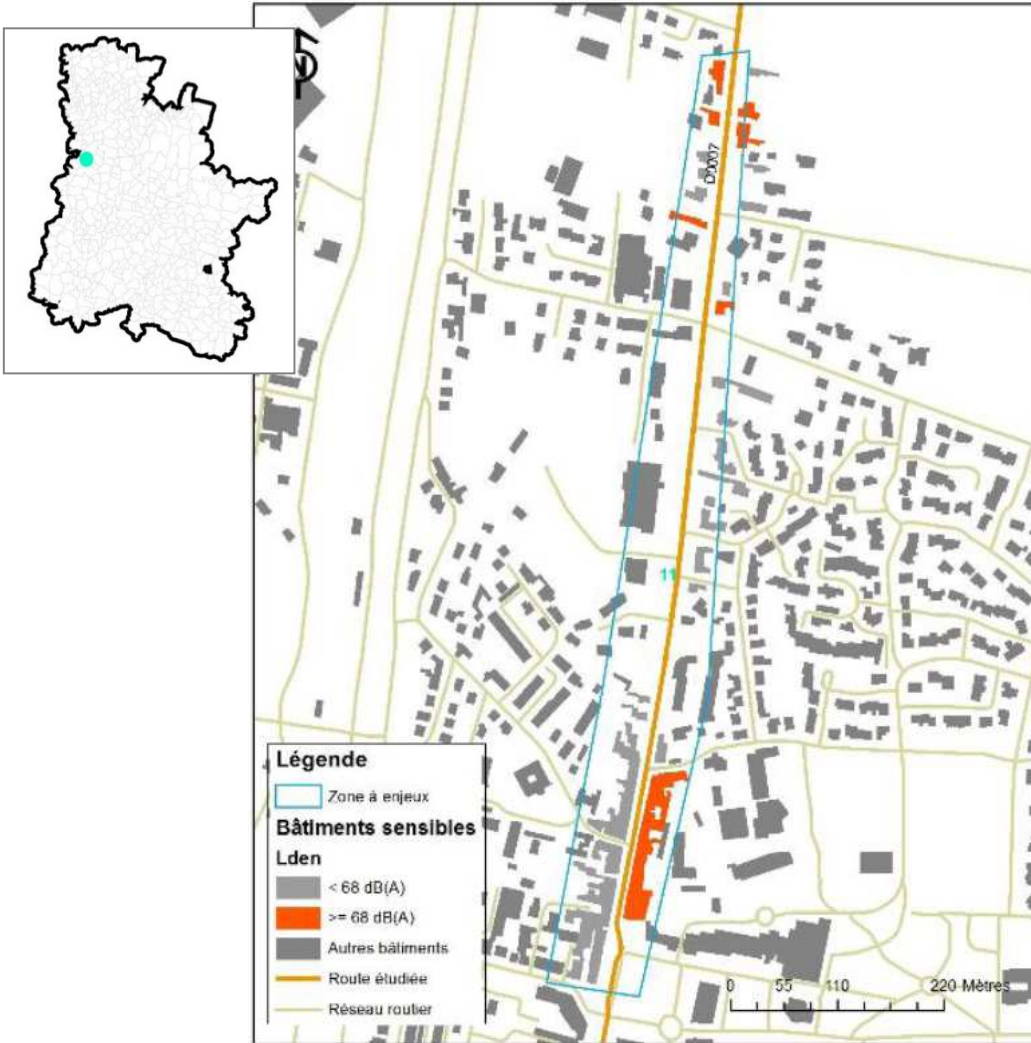 N
D0007
11
Légende
Zone à enjeux
Bâtiments sensibles
Lden
< 68 dB(A)
>= 68 dB(A)
Autres bâtiments
Route étudiée
Réseau routier
0 55 110 220 Mètres